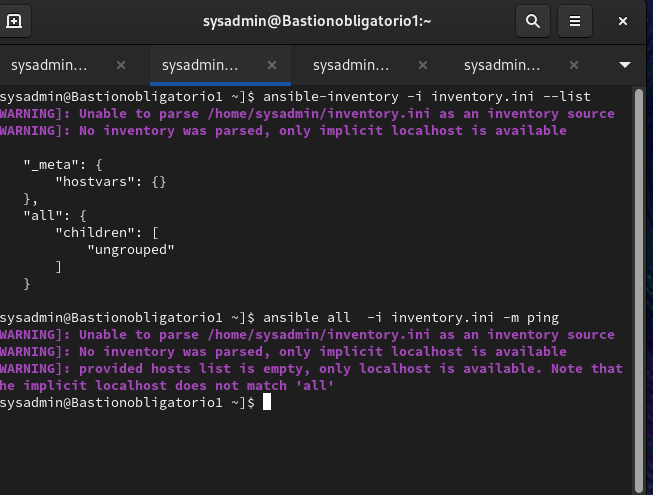 sysadmin@Bastionobligatorio1:~
sysadmin... sysadmin... sysadmin... sysadmin...
sysadmin@Bastionobligatorio1 ~]$ ansible-inventory -i inventory.ini --list
WARNING]: Unable to parse /home/sysadmin/inventory.ini as an inventory source
WARNING]: No inventory was parsed, only implicit localhost is available
"_meta": {
"hostvars": {}
},
"all": {
"children": [
"ungrouped"
]
}
sysadmin@Bastionobligatorio1 ~]$ ansible all  -i inventory.ini -m ping
WARNING]: Unable to parse /home/sysadmin/inventory.ini as an inventory source
WARNING]: No inventory was parsed, only implicit localhost is available
WARNING]: provided hosts list is empty, only localhost is available. Note that
he implicit localhost does not match 'all'
sysadmin@Bastionobligatorio1 ~]$